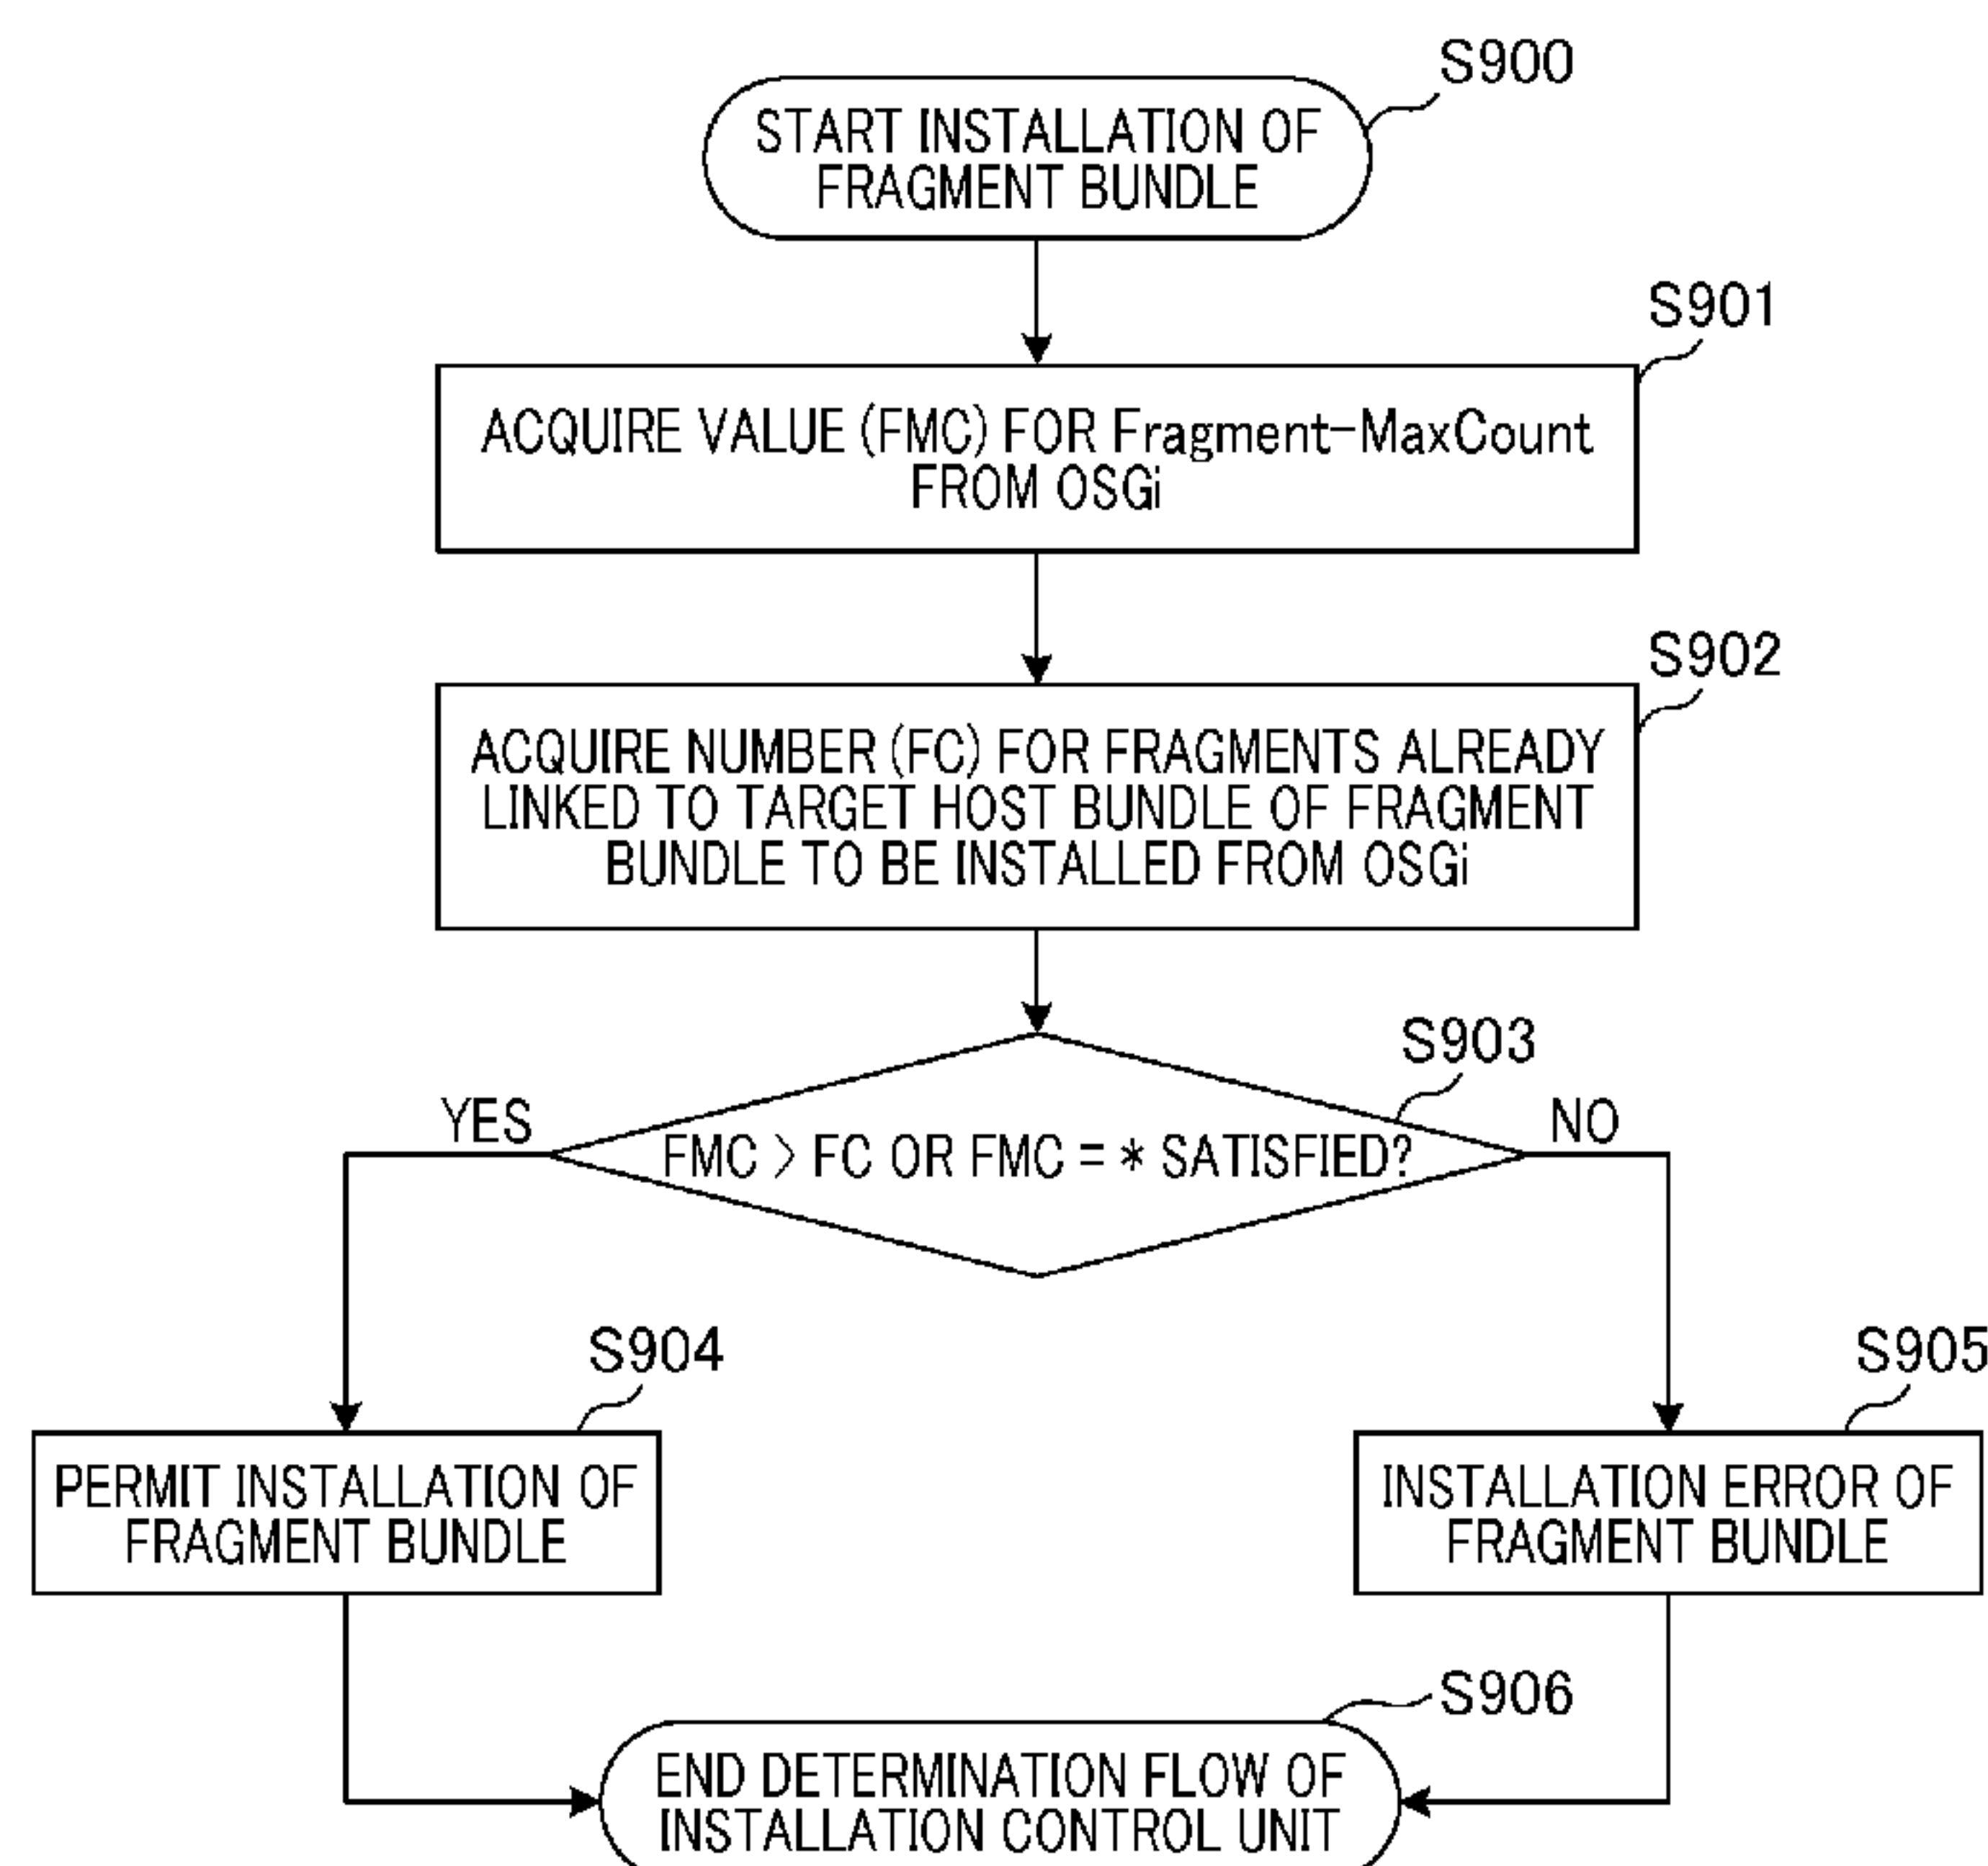 S900
START INSTALLATION OF
FRAGMENT BUNDLE
S901
ACQUIRE VALUE (FMC) FOR Fragment-MaxCount
FROM OSGi
S902
ACQUIRE NUMBER (FC) FOR FRAGMENTS ALREADY
LINKED TO TARGET HOST BUNDLE OF FRAGMENT
BUNDLE TO BE INSTALLED FROM OSGi
S903
YES
FMC > FC OR FMC = * SATISFIED?
NO
S904
PERMIT INSTALLATION OF
FRAGMENT BUNDLE
S905
INSTALLATION ERROR OF
FRAGMENT BUNDLE
S906
END DETERMINATION FLOW OF
INSTALLATION CONTROL UNIT